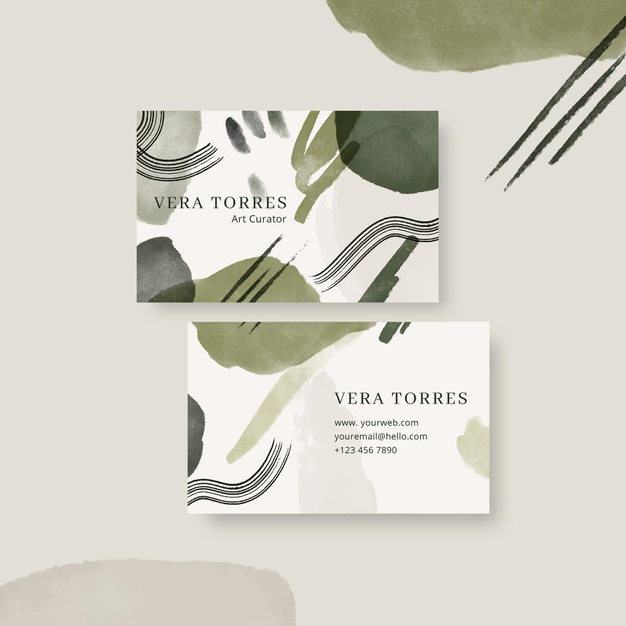 VERA TORRES
Art Curator
VERA TORRES
www. yourweb.com
youremail@hello.com
+123 456 7890